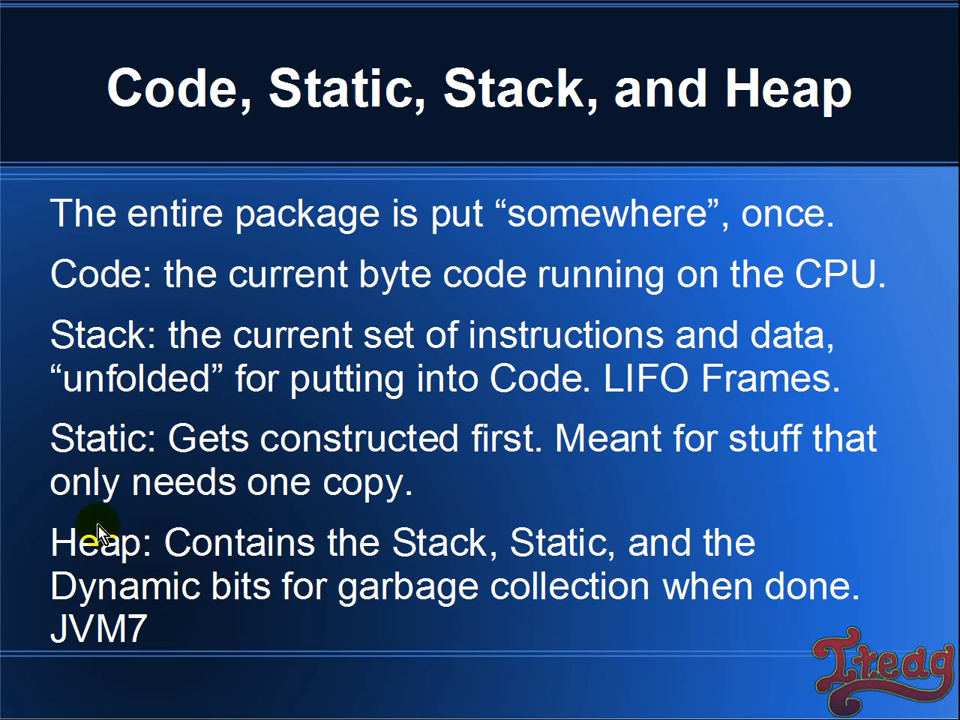 Code, Static, Stack, and Heap
The entire package is put “somewhere”, once.
Code: the current byte code running on the CPU.
Stack: the current set of instructions and data,
“unfolded” for putting into Code. LIFO Frames.
Static: Gets constructed first. Meant for stuff that
only needs one copy.
Heap: Contains the Stack, Static, and the
Dynamic bits for garbage collection when done.
JVM7
Itedg